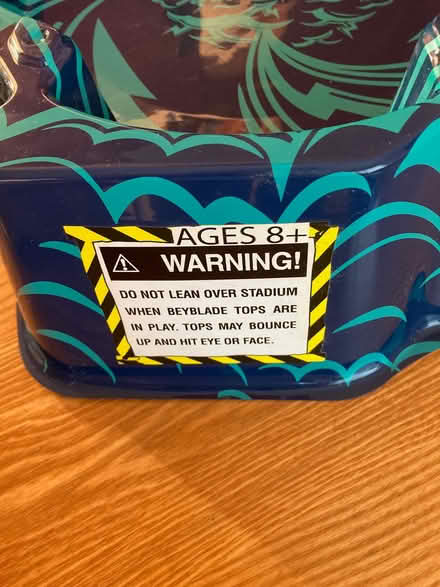 AGES 8+
WARNING!
DO NOT LEAN OVER STADIUM
WHEN BEYBLADE TOPS ARE
IN PLAY. TOPS MAY BOUNCE
UP AND HIT EYE OR FACE.